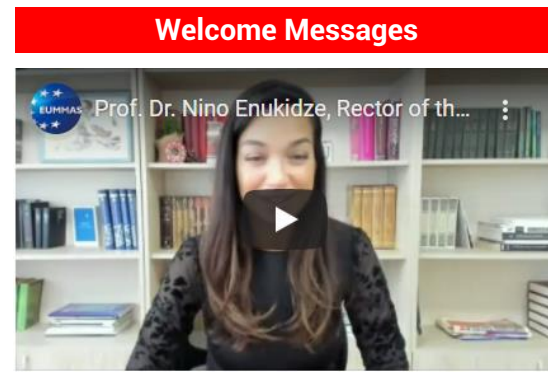 Welcome Messages
EUMMAS
Prof. Dr. Nino Enukidze, Rector of th...